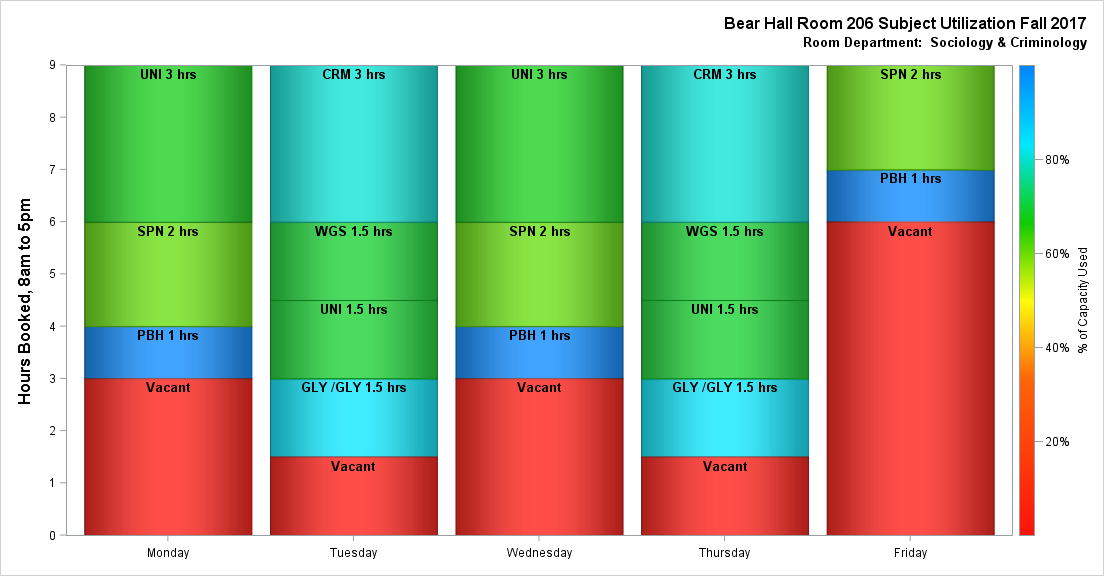 Bear Hall Room 206 Subject Utilization Fall 2017
Room Department:  Sociology & Criminology
Hours Booked, 8am to 5pm
9
8
7
6
5
4
3
2
1
0
UNI 3 hrs
SPN 2 hrs
PBH 1 hrs
Vacant
CRM 3 hrs
WGS 1.5 hrs
UNI 1.5 hrs
GLY /GLY 1.5 hrs
Vacant
UNI 3 hrs
SPN 2 hrs
PBH 1 hrs
Vacant
CRM 3 hrs
WGS 1.5 hrs
UNI 1.5 hrs
GLY /GLY 1.5 hrs
Vacant
SPN 2 hrs
PBH 1 hrs
Vacant
Monday
Tuesday
Wednesday
Thursday
Friday
80%
60%
40%
20%
% of Capacity Used